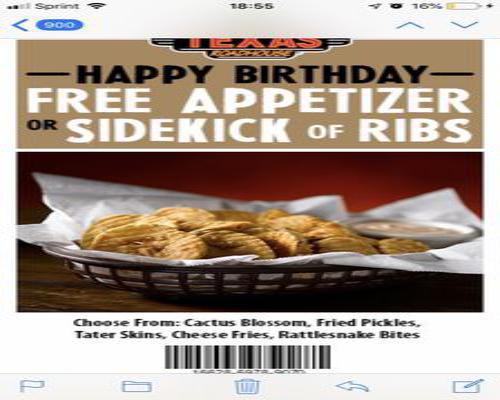 Sprint 18:55 16%
900
TEXAS
ROADHOUSE
HAPPY BIRTHDAY
FREE APPETIZER
OR SIDEKICK OF RIBS
Choose From: Cactus Blossom, Fried Pickles,
Tater Skins, Cheese Fries, Rattlesnake Bites